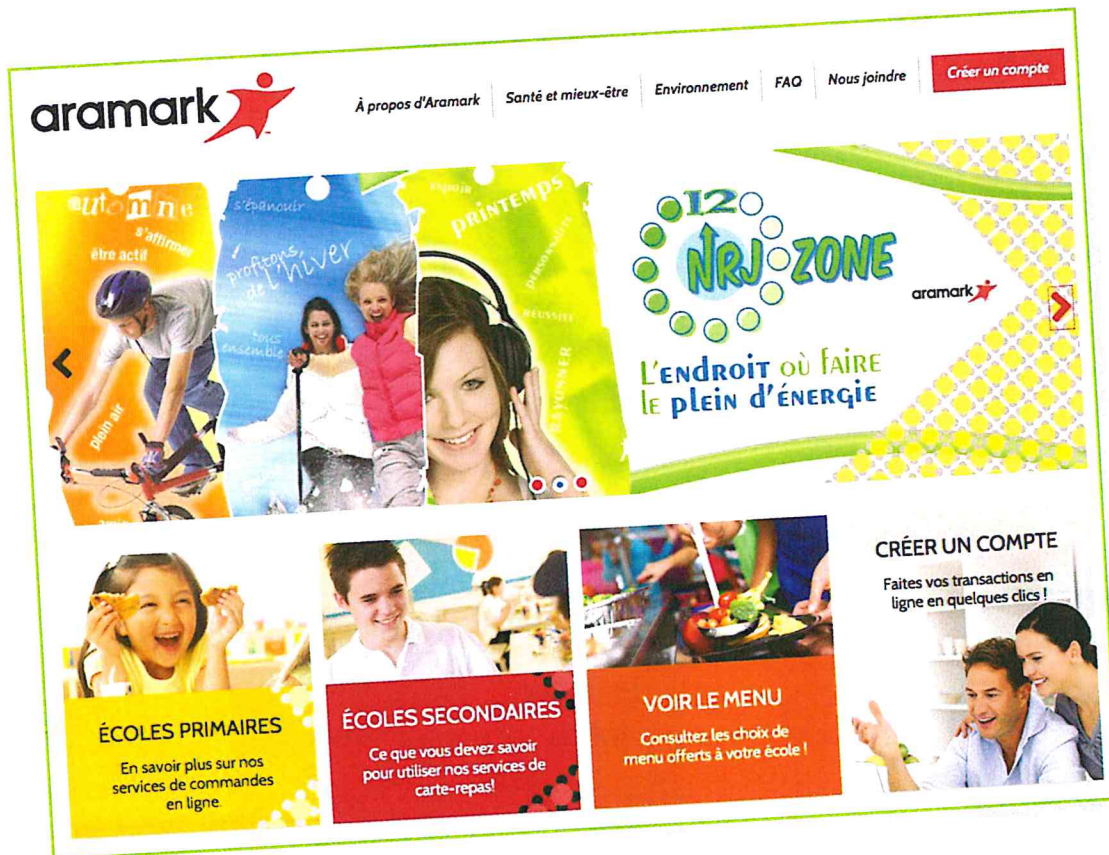 aramark
À propos d'Aramark
Santé et mieux-être
Environnement
FAQ
Nous joindre
Créer un compte
automne
s'affirmer
être actif
plein air
s'épanouir
profitons
de l'hiver
tous
ensemble
espoir
PRINTEMPS
PERSONNALITÉ
RÉUSSITE
RAYONNER
12
NRJ ZONE
aramark
L'ENDROIT OÙ FAIRE
LE PLEIN D'ÉNERGIE
ÉCOLES PRIMAIRES
En savoir plus sur nos
services de commandes
en ligne.
ÉCOLES SECONDAIRES
Ce que vous devez savoir
pour utiliser nos services de
carte-repas!
VOIR LE MENU
Consultez les choix de
menu offerts à votre école !
CRÉER UN COMPTE
Faites vos transactions en
ligne en quelques clics !